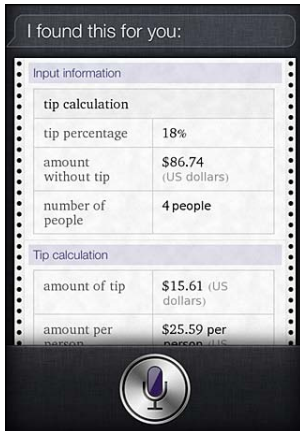 I found this for you:
Input information
tip calculation
tip percentage 18%
amount $86.74
without tip (US dollars)
number of 4 people
people
Tip calculation
amount of tip $15.61 (US
dollars)
amount per $25.59 per
person person (US